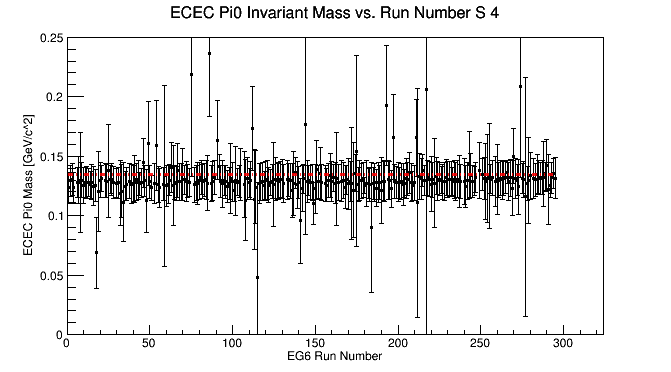 ECEC Pi0 Invariant Mass vs. Run Number S 4
ECEC Pi0 Mass [GeV/c^2]
0.25
0.2
0.15
0.1
0.05
0
0 50 100 150 200 250 300
EG6 Run Number